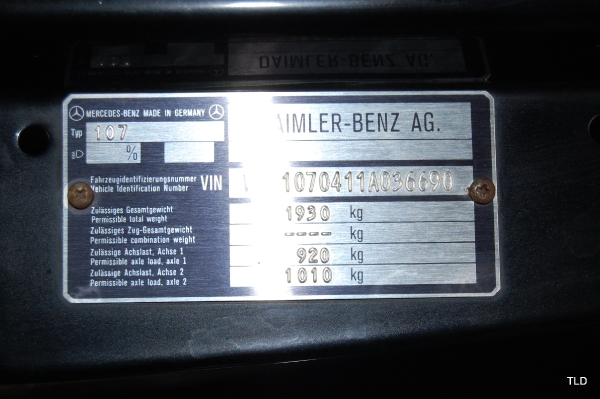 DAIMLER-BENZ AG.
MERCEDES-BENZ MADE IN GERMANY
Typ 107
AIMLER-BENZ AG.
%
Fahrzeugidentifizierungsnummer
Vehicle Identification Number VIN 1070411A036690
Zulässiges Gesamtgewicht
Permissible total weight 1930 kg
Zulässiges Zug-Gesamtgewicht
Permissible combination weight ---- kg
Zulässige Achslast, Achse 1
Permissible axle load, axle 1 920 kg
Zulässige Achslast, Achse 2
Permissible axle load, axle 2 1010 kg
TLD